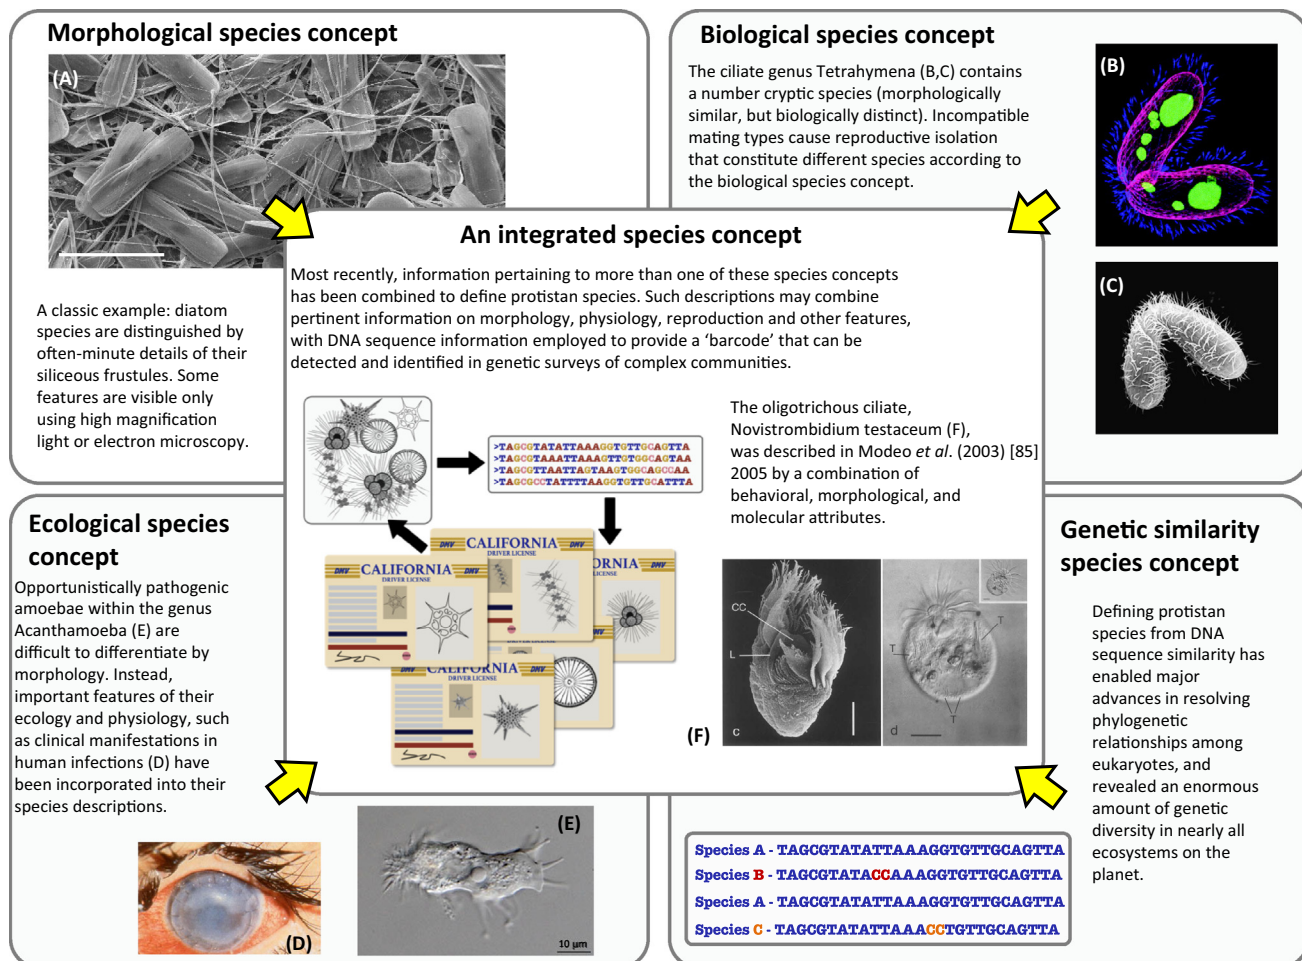 Morphological species concept
(A)
A classic example: diatom
species are distinguished by
often-minute details of their
siliceous frustules. Some
features are visible only
using high magnification
light or electron microscopy.
Biological species concept
The ciliate genus Tetrahymena (B,C) contains
a number cryptic species (morphologically
similar, but biologically distinct). Incompatible
mating types cause reproductive isolation
that constitute different species according to
the biological species concept.
(B)
(C)
An integrated species concept
Most recently, information pertaining to more than one of these species concepts
has been combined to define protistan species. Such descriptions may combine
pertinent information on morphology, physiology, reproduction and other features,
with DNA sequence information employed to provide a ‘barcode’ that can be
detected and identified in genetic surveys of complex communities.
>TAGCGTATATTAAAGGTGTTGCAGTTA
>TAGCGTAAATTAAAGTTGTGGCAGTAA
>TAGCGTTAATTAGTAAGTGGCAGCCAA
>TAGCGCCTATTTTAAGGTGTTGCATTTA
DMV CALIFORNIA
DRIVER LICENSE
CALIFORNIA
DRIVER LICENSE
DMV
CALIFORNIA
DRIVER LICENSE
DMV
The oligotrichous ciliate,
Novistrombidium testaceum (F),
was described in Modeo et al. (2003) [85]
2005 by a combination of
behavioral, morphological, and
molecular attributes.
CC
L
c
T
T
T
d
(F)
Ecological species
concept
Opportunistically pathogenic
amoebae within the genus
Acanthamoeba (E) are
difficult to differentiate by
morphology. Instead,
important features of their
ecology and physiology, such
as clinical manifestations in
human infections (D) have
been incorporated into their
species descriptions.
(D)
(E)
10 µm
Genetic similarity
species concept
Defining protistan
species from DNA
sequence similarity has
enabled major
advances in resolving
phylogenetic
relationships among
eukaryotes, and
revealed an enormous
amount of genetic
diversity in nearly all
ecosystems on the
planet.
Species A - TAGCGTATATTAAAGGTGTTGCAGTTA
Species B - TAGCGTATACCAAAGGTGTTGCAGTTA
Species A - TAGCGTATATTAAAGGTGTTGCAGTTA
Species C - TAGCGTATATTAAACCTGTTGCAGTTA